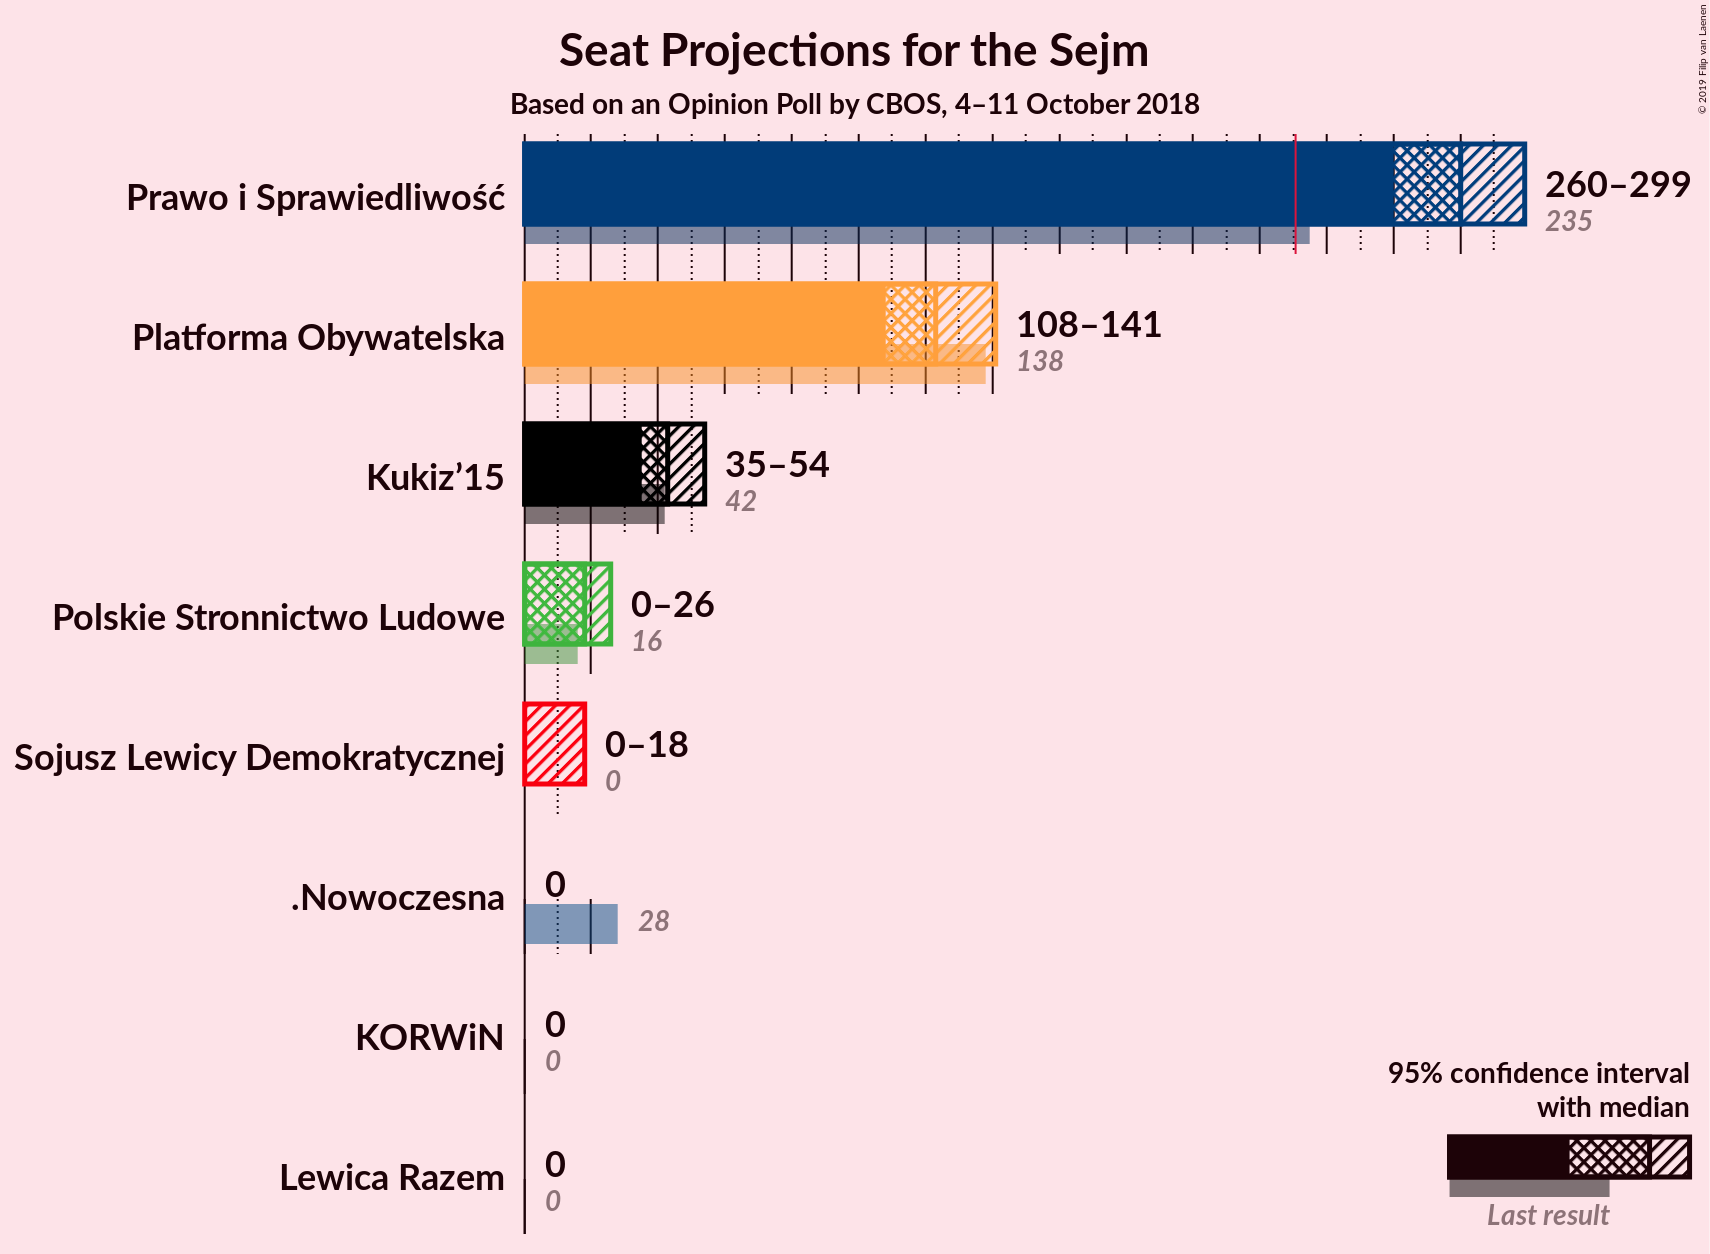 Seat Projections for the Sejm
Based on an Opinion Poll by CBOS, 4–11 October 2018
© 2019 Filip van Laenen
Prawo i Sprawiedliwość
260–299
235
Platforma Obywatelska
108–141
138
Kukiz’15
35–54
42
Polskie Stronnictwo Ludowe
0–26
16
Sojusz Lewicy Demokratycznej
0–18
0
.Nowoczesna
0
28
KORWiN
0
0
Lewica Razem
0
0
95% confidence interval
with median
Last result